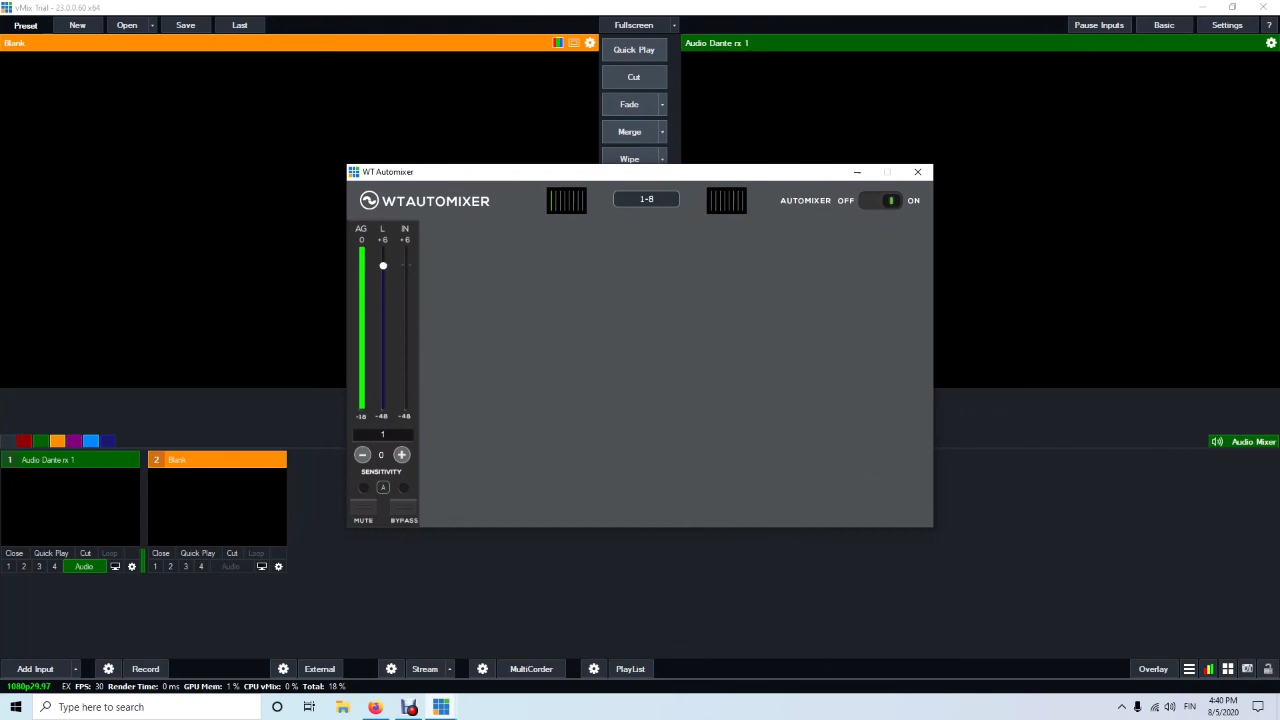 vMix Trial - 23.0.0.60 x64
Preset New Open Save Last Fullscreen Pause Inputs Basic Settings ?
Blank Audio Dante rx 1
Quick Play
Cut
Fade
Merge
Wipe
WT Automixer
WTAUTOMIXER 1-8 AUTOMIXER OFF ON
AG L IN
0 +6 +6
-18 -48 -48
1
0
SENSITIVITY
A
MUTE BYPASS
Audio Mixer
1 Audio Dante rx 1 2 Blank
Close Quick Play Cut Loop Close Quick Play Cut Loop
1 2 3 4 Audio 1 2 3 4 Audio
Add Input Record External Stream MultiCorder PlayList Overlay
1080p29.97 EX FPS: 30 Render Time: 0 ms GPU Mem: 1 % CPU vMix: 0 % Total: 18 %
Type here to search FIN 4:40 PM
8/5/2020